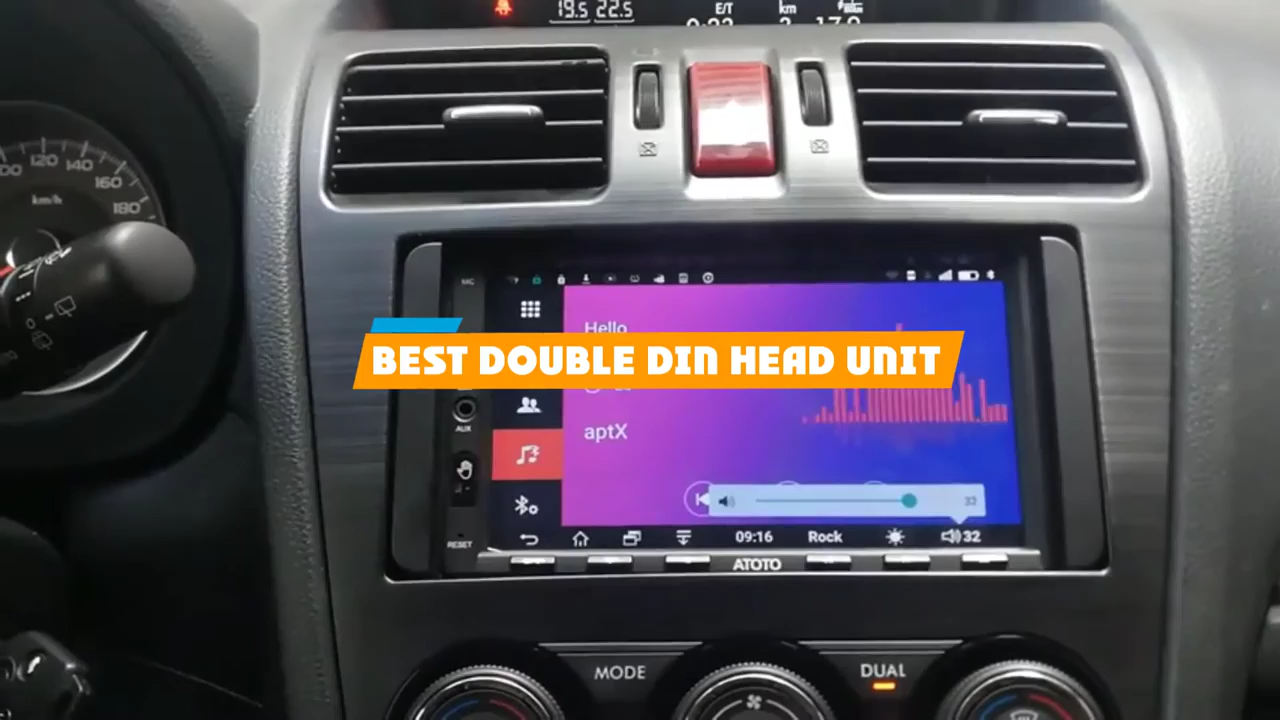 19.5 22.5
E/T
km
120 140
160
km/h
180
MIC
Hello
BEST DOUBLE DIN HEAD UNIT
aptX
AUX
32
RESET
09:16 Rock 32
ATOTO
MODE
DUAL